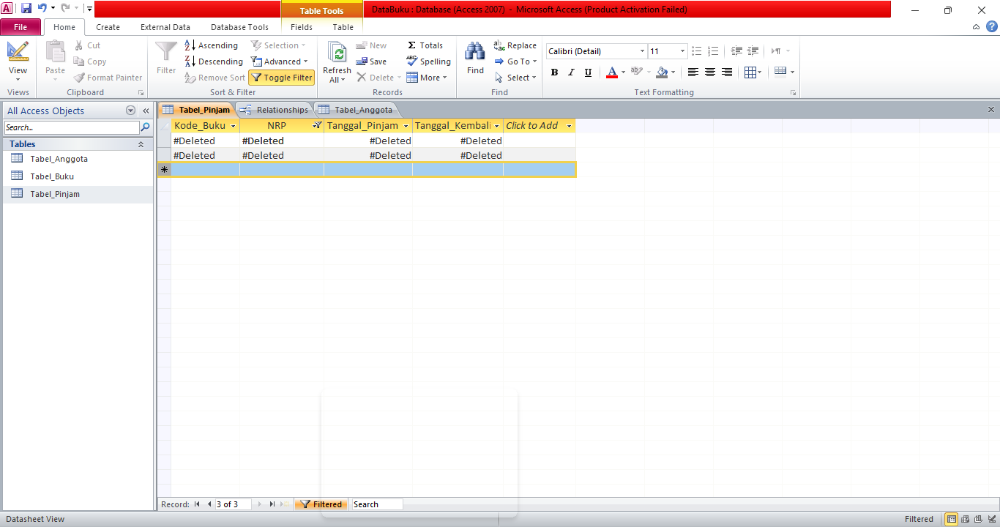 Table Tools
DataBuku : Database (Access 2007) - Microsoft Access (Product Activation Failed)
File Home Create External Data Database Tools Fields Table
View
Views
Paste
Cut
Copy
Format Painter
Clipboard
Filter
Ascending
Descending
Remove Sort
Selection
Advanced
Toggle Filter
Sort & Filter
Refresh
All
New
Save
Delete
Totals
Spelling
More
Records
Find
Replace
Go To
Select
Find
Calibri (Detail) 11
B I U A
Text Formatting
All Access Objects
Search...
Tables
Tabel_Anggota
Tabel_Buku
Tabel_Pinjam
Tabel_Pinjam Relationships Tabel_Anggota
Kode_Buku NRP Tanggal_Pinjam Tanggal_Kembali Click to Add
#Deleted #Deleted #Deleted #Deleted
#Deleted #Deleted #Deleted #Deleted
Record: 3 of 3 Filtered Search
Datasheet View Filtered